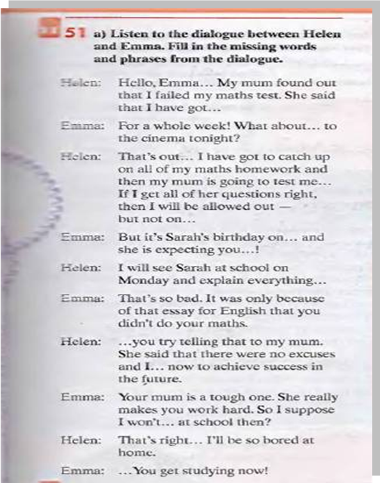 51 a) Listen to the dialogue between Helen
and Emma. Fill in the missing words
and phrases from the dialogue.
Helen: Hello, Emma... My mum found out
that I failed my maths test. She said
that I have got...
Emma: For a whole week! What about... to
the cinema tonight?
Helen: That's out... I have got to catch up
on all of my maths homework and
then my mum is going to test me...
If I get all of her questions right,
then I will be allowed out —
but not on...
Emma: But it's Sarah's birthday on... and
she is expecting you...!
Helen: I will see Sarah at school on
Monday and explain everything...
Emma: That's so bad. It was only because
of that essay for English that you
didn't do your maths.
Helen: ...you try telling that to my mum.
She said that there were no excuses
and I... now to achieve success in
the future.
Emma: Your mum is a tough one. She really
makes you work hard. So I suppose
I won't... at school then?
Helen: That's right... I'll be so bored at
home.
Emma: ...You get studying now!